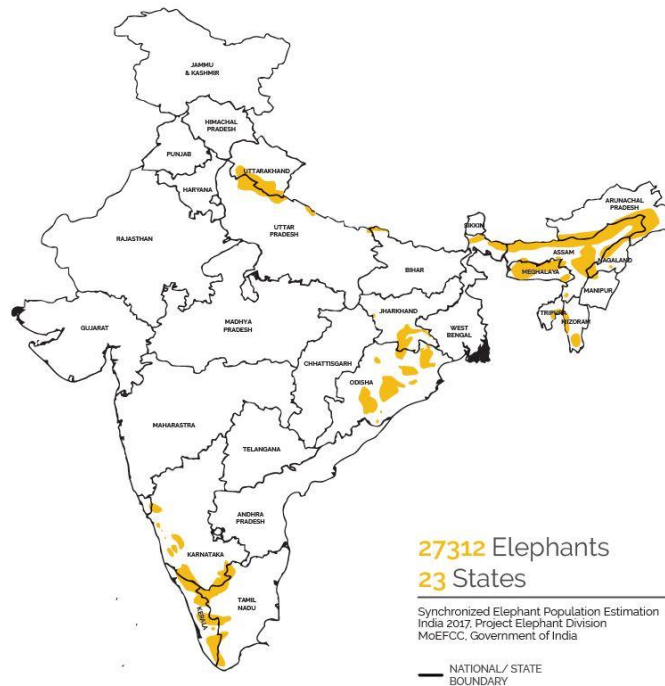 JAMMU
& KASHMIR
HIMACHAL
PRADESH
PUNJAB
UTTARAKHAND
HARYANA
ARUNACHAL
PRADESH
SIKKIN
UTTAR
PRADESH
RAJASTHAN
ASSAM
NAGALAND
BIHAR
MEGHALAYA
MANIPUR
JHARKHAND
TRIPURA
MIZORAM
GUJARAT
MADHYA
PRADESH
WEST
BENGAL
CHHATTISGARH
ODISHA
MAHARASTRA
TELANGANA
ANDHRA
PRADESH
KARNATAKA
TAMIL
NADU
KERALA
27312 Elephants
23 States
Synchronized Elephant Population Estimation
India 2017, Project Elephant Division
MoEFCC, Government of India
NATIONAL/ STATE
BOUNDARY